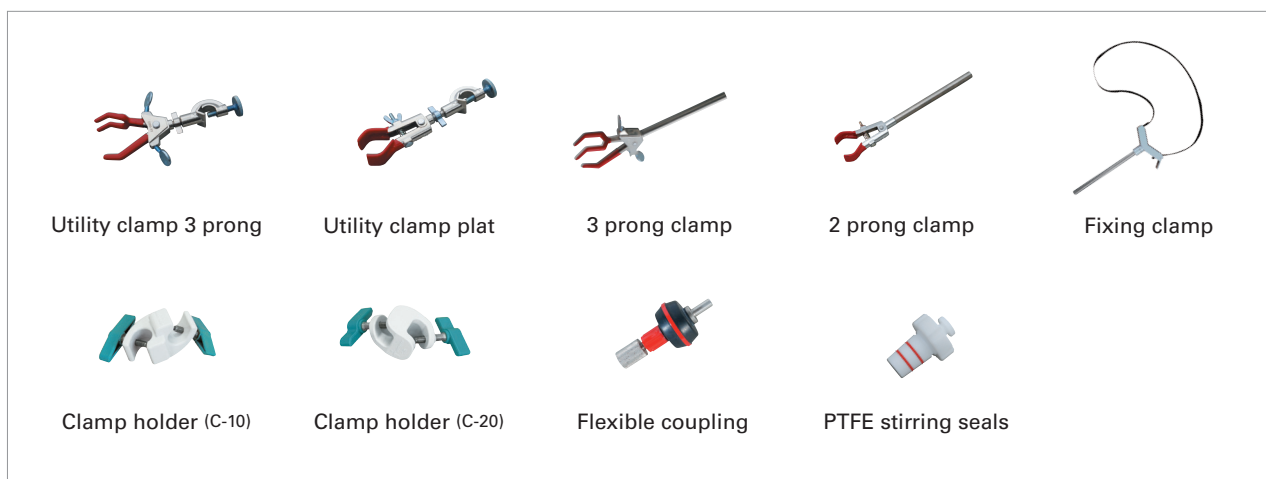 Utility clamp 3 prong
Utility clamp plat
3 prong clamp
2 prong clamp
Fixing clamp
Clamp holder (C-10)
Clamp holder (C-20)
Flexible coupling
PTFE stirring seals